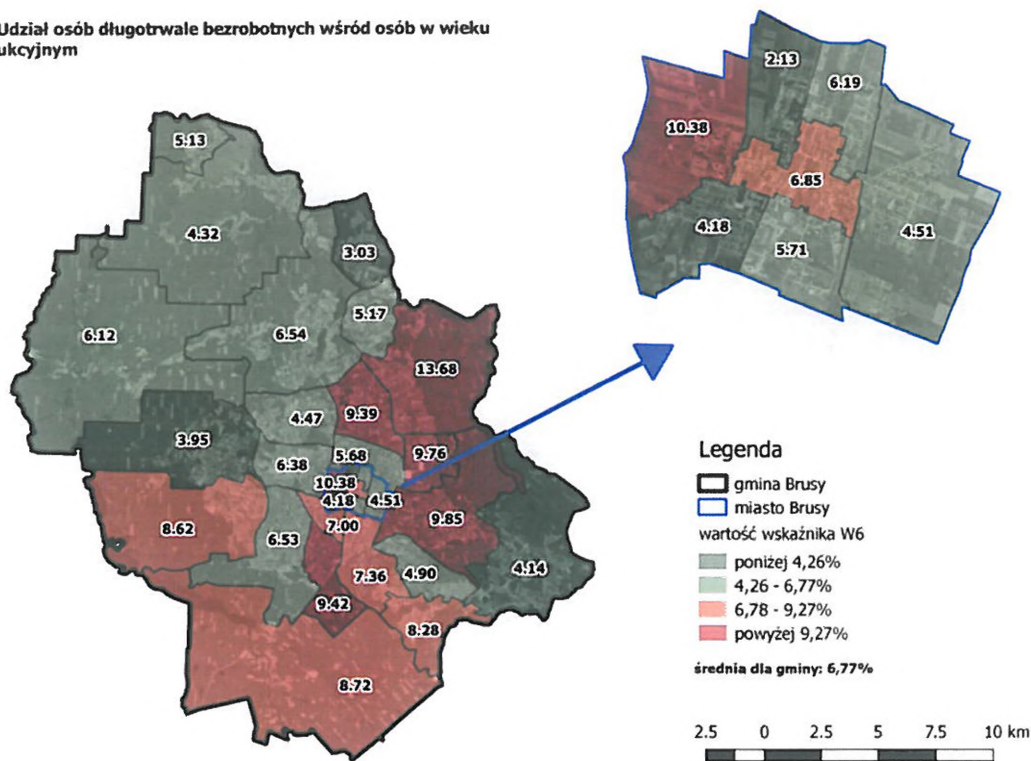 Udział osób długotrwale bezrobotnych wśród osób w wieku
ukcyjnym
2.13
6.19
10.38
6.85
4.18
4.51
5.71
5.13
4.32
3.03
5.17
6.12
6.54
13.68
4.47
9.39
3.95
5.68
9.76
6.38
10.38
4.18
4.51
7.00
8.62
6.53
9.85
7.36
4.90
4.14
9.42
8.28
8.72
Legenda
gmina Brusy
miasto Brusy
wartość wskaźnika W6
poniżej 4,26%
4,26 - 6,77%
6,78 - 9,27%
powyżej 9,27%
średnia dla gminy: 6,77%
2.5 0 2.5 5 7.5 10 km